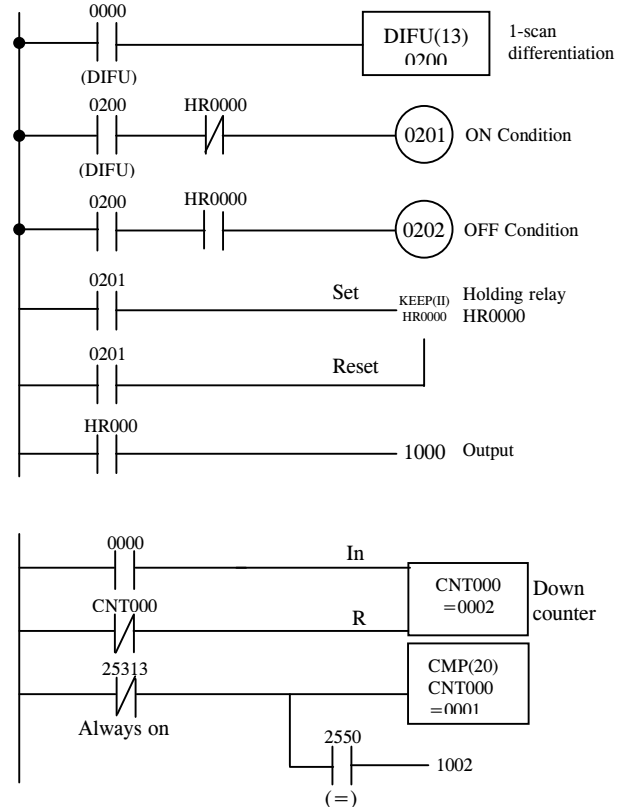 0000
DIFU(13)
0200
1-scan
differentiation
(DIFU)
0200
HR0000
0201
ON Condition
(DIFU)
0200
HR0000
0202
OFF Condition
0201
Set
KEEP(II)
HR0000
Holding relay
HR0000
0201
Reset
HR000
1000
Output
0000
In
CNT000
=0002
Down
counter
CNT000
R
25313
CMP(20)
CNT000
=0001
Always on
2550
1002
(=)